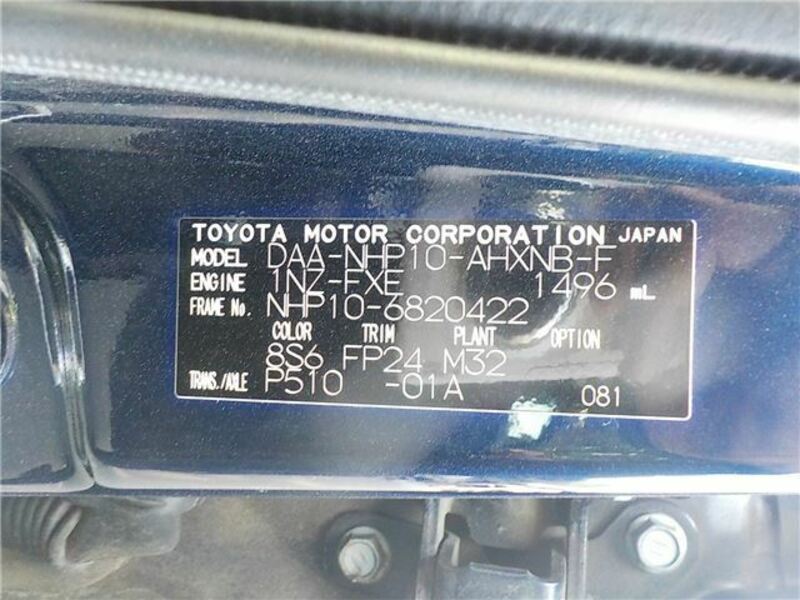 TOYOTA MOTOR CORPORATION JAPAN
MODEL DAA-NHP10-AHXNB-F
ENGINE 1NZ-FXE 1496 mL
FRAME No. NHP10-6820422
COLOR TRIM PLANT OPTION
8S6 FP24 M32
TRANS./AXLE P510 -01A 081